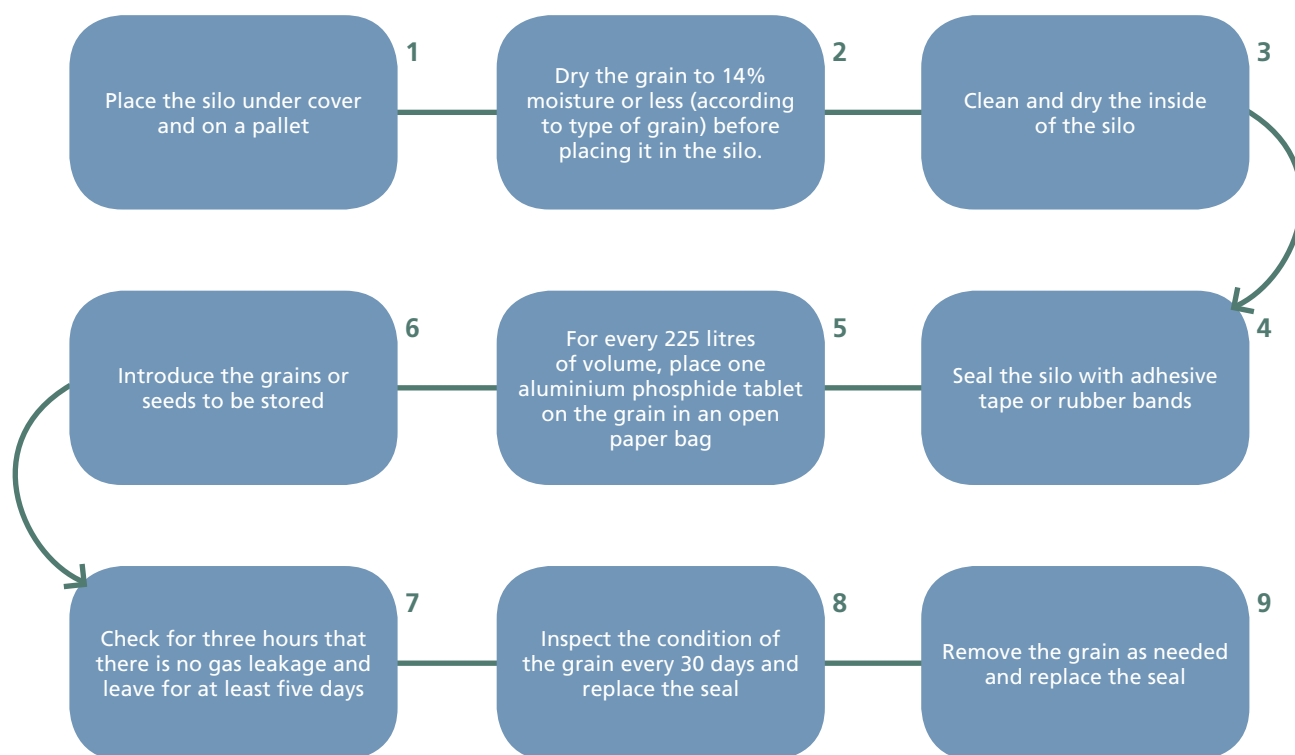 1
Place the silo under cover
and on a pallet
2
Dry the grain to 14%
moisture or less (according
to type of grain) before
placing it in the silo.
3
Clean and dry the inside
of the silo
4
Seal the silo with adhesive
tape or rubber bands
5
For every 225 litres
of volume, place one
aluminium phosphide tablet
on the grain in an open
paper bag
6
Introduce the grains or
seeds to be stored
7
Check for three hours that
there is no gas leakage and
leave for at least five days
8
Inspect the condition of
the grain every 30 days and
replace the seal
9
Remove the grain as needed
and replace the seal